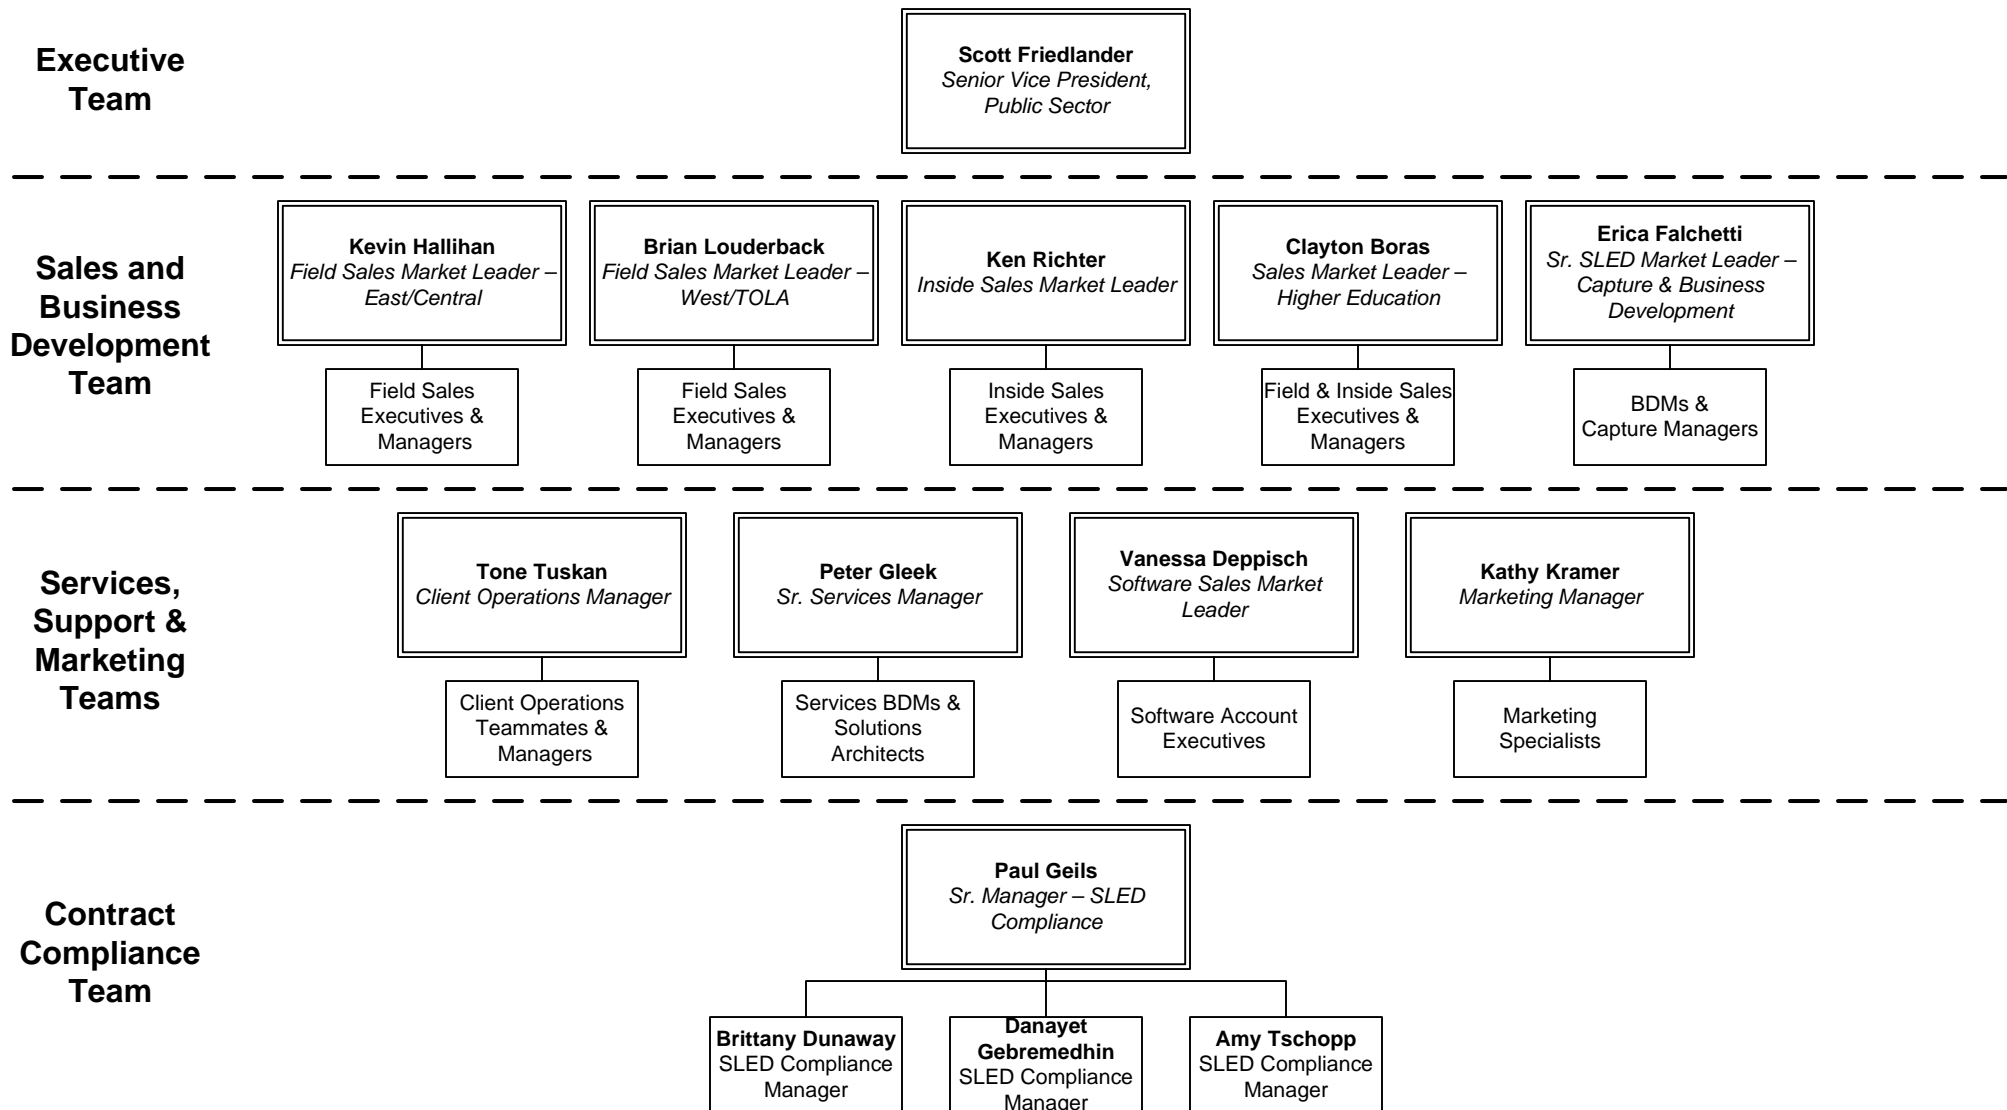 Executive
Team
Scott Friedlander
Senior Vice President,
Public Sector
Sales and
Business
Development
Team
Kevin Hallihan
Field Sales Market Leader –
East/Central
Brian Louderback
Field Sales Market Leader –
West/TOLA
Ken Richter
Inside Sales Market Leader
Clayton Boras
Sales Market Leader –
Higher Education
Erica Falchetti
Sr. SLED Market Leader –
Capture & Business
Development
Field Sales
Executives &
Managers
Field Sales
Executives &
Managers
Inside Sales
Executives &
Managers
Field & Inside Sales
Executives &
Managers
BDMs &
Capture Managers
Services,
Support &
Marketing
Teams
Tone Tuskan
Client Operations Manager
Peter Gleek
Sr. Services Manager
Vanessa Deppisch
Software Sales Market
Leader
Kathy Kramer
Marketing Manager
Client Operations
Teammates &
Managers
Services BDMs &
Solutions
Architects
Software Account
Executives
Marketing
Specialists
Contract
Compliance
Team
Paul Geils
Sr. Manager – SLED
Compliance
Brittany Dunaway
SLED Compliance
Manager
Danayet
Gebremedhin
SLED Compliance
Manager
Amy Tschopp
SLED Compliance
Manager